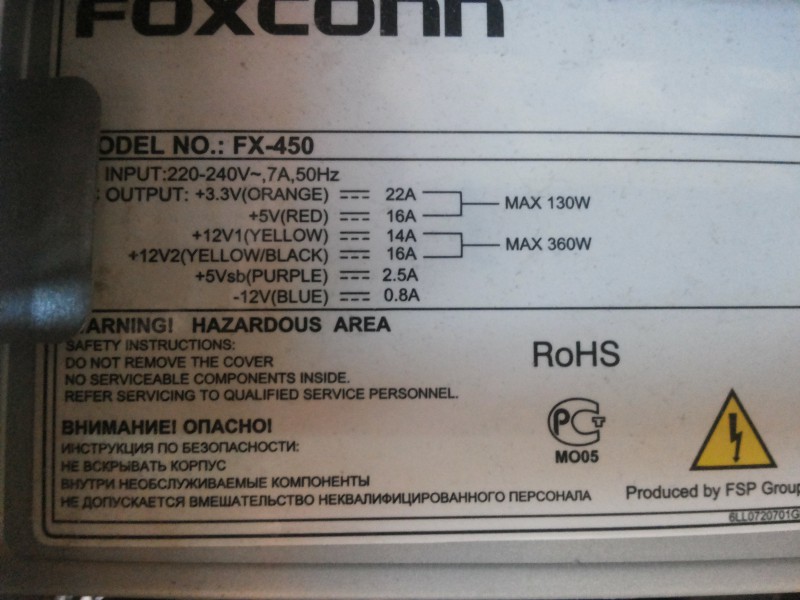 FOXCONN
MODEL NO.: FX-450
INPUT:220-240V~,7A,50Hz
OUTPUT: +3.3V(ORANGE) 22A
MAX 130W
+5V(RED) 16A
+12V1(YELLOW) 14A
MAX 360W
+12V2(YELLOW/BLACK) 16A
+5Vsb(PURPLE) 2.5A
-12V(BLUE) 0.8A
WARNING! HAZARDOUS AREA
SAFETY INSTRUCTIONS:
DO NOT REMOVE THE COVER
NO SERVICEABLE COMPONENTS INSIDE.
REFER SERVICING TO QUALIFIED SERVICE PERSONNEL.
RoHS
ВНИМАНИЕ! ОПАСНО!
ИНСТРУКЦИЯ ПО БЕЗОПАСНОСТИ:
НЕ ВСКРЫВАТЬ КОРПУС
ВНУТРИ НЕОБСЛУЖИВАЕМЫЕ КОМПОНЕНТЫ
НЕ ДОПУСКАЕТСЯ ВМЕШАТЕЛЬСТВО НЕКВАЛИФИЦИРОВАННОГО ПЕРСОНАЛА
РСТ
МО05
Produced by FSP Group
6LL0720701G